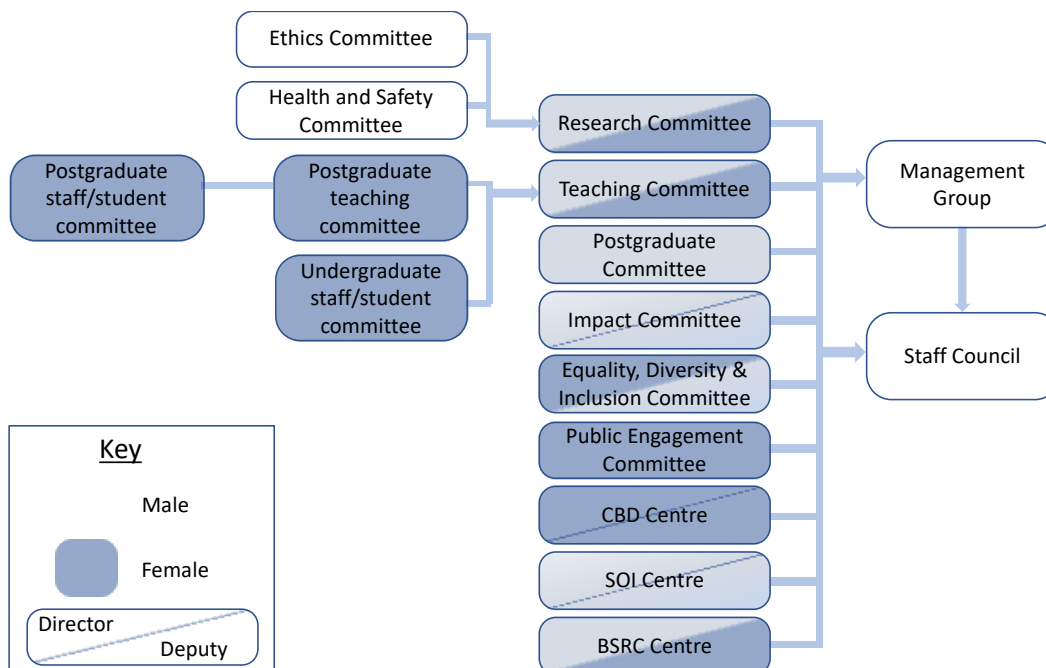 Ethics Committee
Health and Safety
Committee
Postgraduate
staff/student
committee
Postgraduate
teaching
committee
Undergraduate
staff/student
committee
Research Committee
Teaching Committee
Postgraduate
Committee
Impact Committee
Equality, Diversity &
Inclusion Committee
Public Engagement
Committee
CBD Centre
SOI Centre
BSRC Centre
Management
Group
Staff Council
Key
Male
Female
Director
Deputy